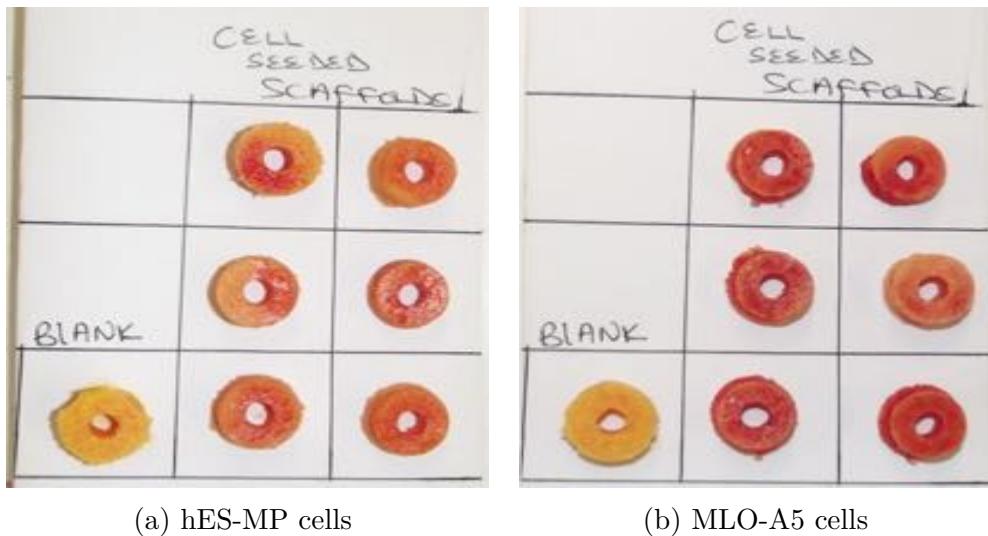 CELL
SEEDED
SCAFFOLDS
BLANK
CELL
SEEDED
SCAFFOLDS
BLANK
(a) hES-MP cells
(b) MLO-A5 cells